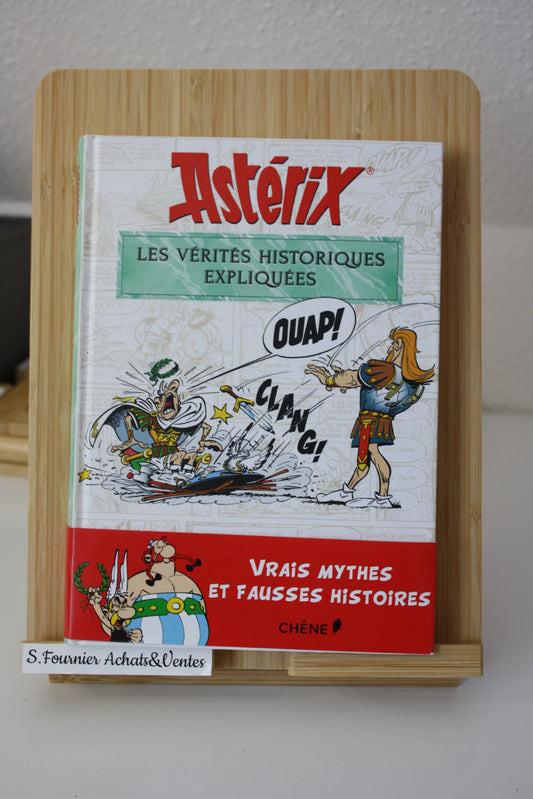 Astérix®
LES VÉRITÉS HISTORIQUES
EXPLIQUÉES
OUAP!
CLANG!
VRAIS MYTHES
ET FAUSSES HISTOIRES
CHÊNE
S.Fournier Achats&Ventes